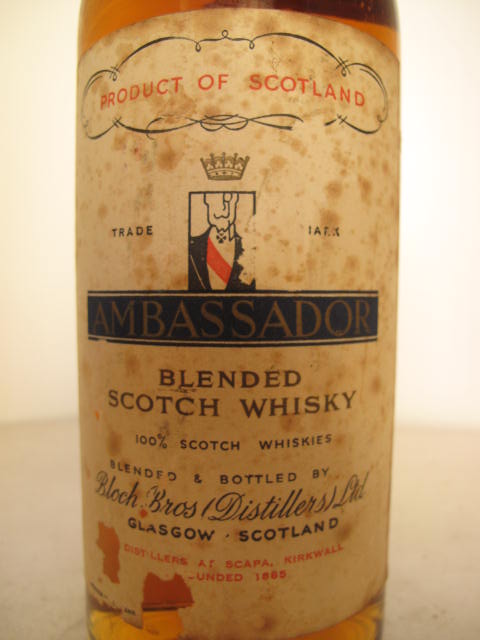 PRODUCT OF SCOTLAND
TRADE
AMBASSADOR
BLENDED
SCOTCH WHISKY
100% SCOTCH WHISKIES
BLENDED & BOTTLED BY
Bloch Bros (Distillers) Ltd
GLASGOW · SCOTLAND
DISTILLERS AT SCAPA, KIRKWALL
UNDED 1885